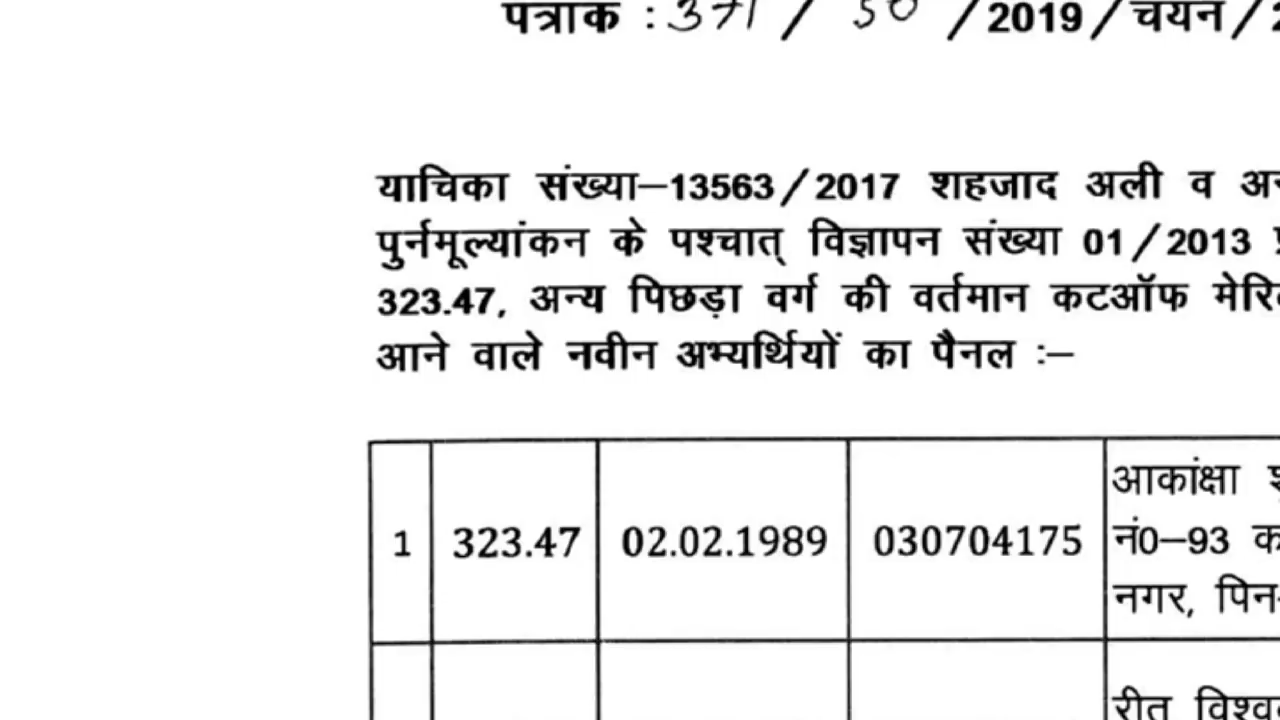 पत्रांक : 371 / 50 /2019/चयन/2
याचिका संख्या–13563/2017 शहजाद अली व
पुर्नमूल्यांकन के पश्चात् विज्ञापन संख्या 01/2013
323.47, अन्य पिछड़ा वर्ग की वर्तमान कटऑफ
आने वाले नवीन अभ्यर्थियों का पैनल :–
1 323.47 02.02.1989 030704175 आकांक्षा
नं0–93
नगर, पिन
रीत